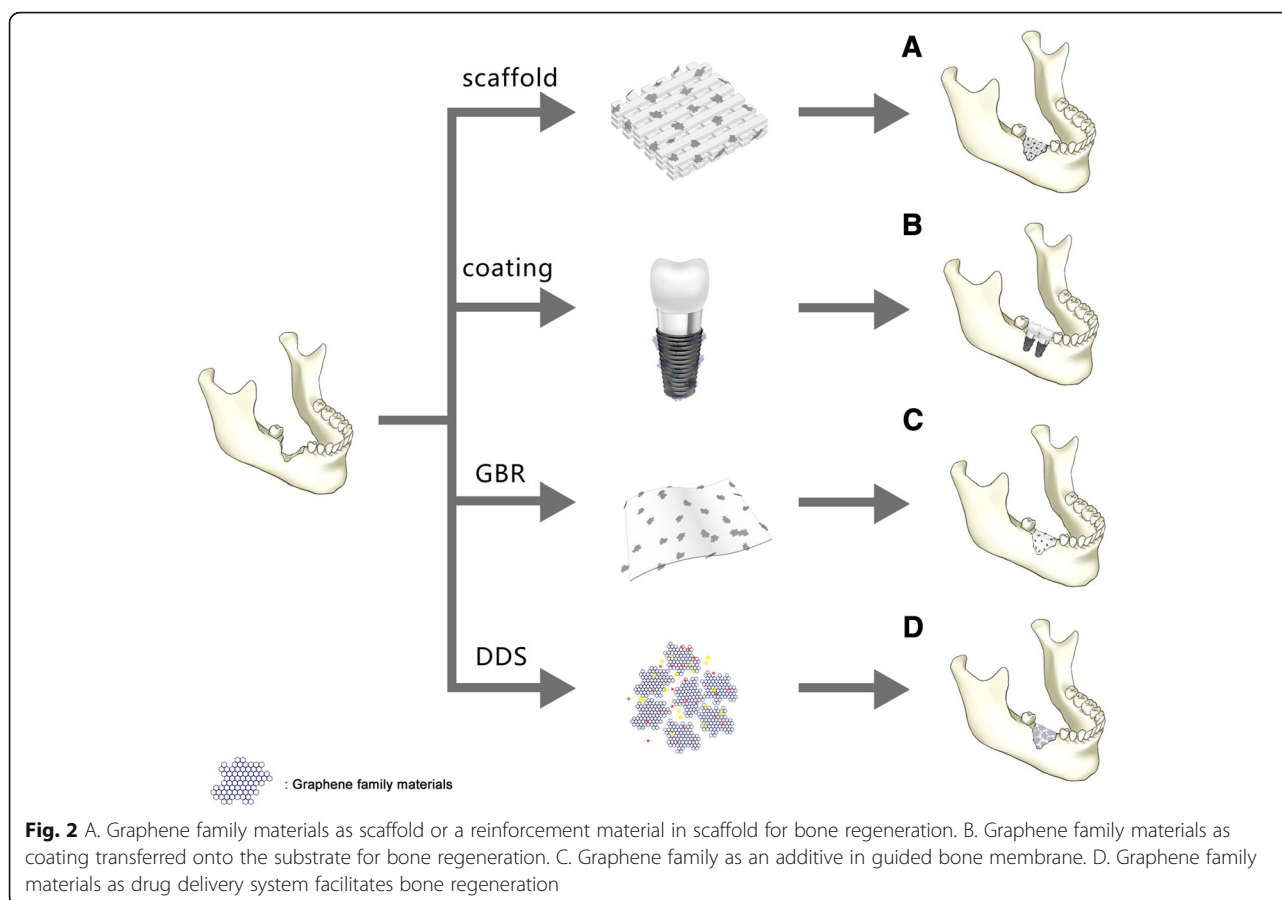 scaffold
A
coating
B
GBR
C
DDS
D
: Graphene family materials
Fig. 2 A. Graphene family materials as scaffold or a reinforcement material in scaffold for bone regeneration. B. Graphene family materials as
coating transferred onto the substrate for bone regeneration. C. Graphene family as an additive in guided bone membrane. D. Graphene family
materials as drug delivery system facilitates bone regeneration